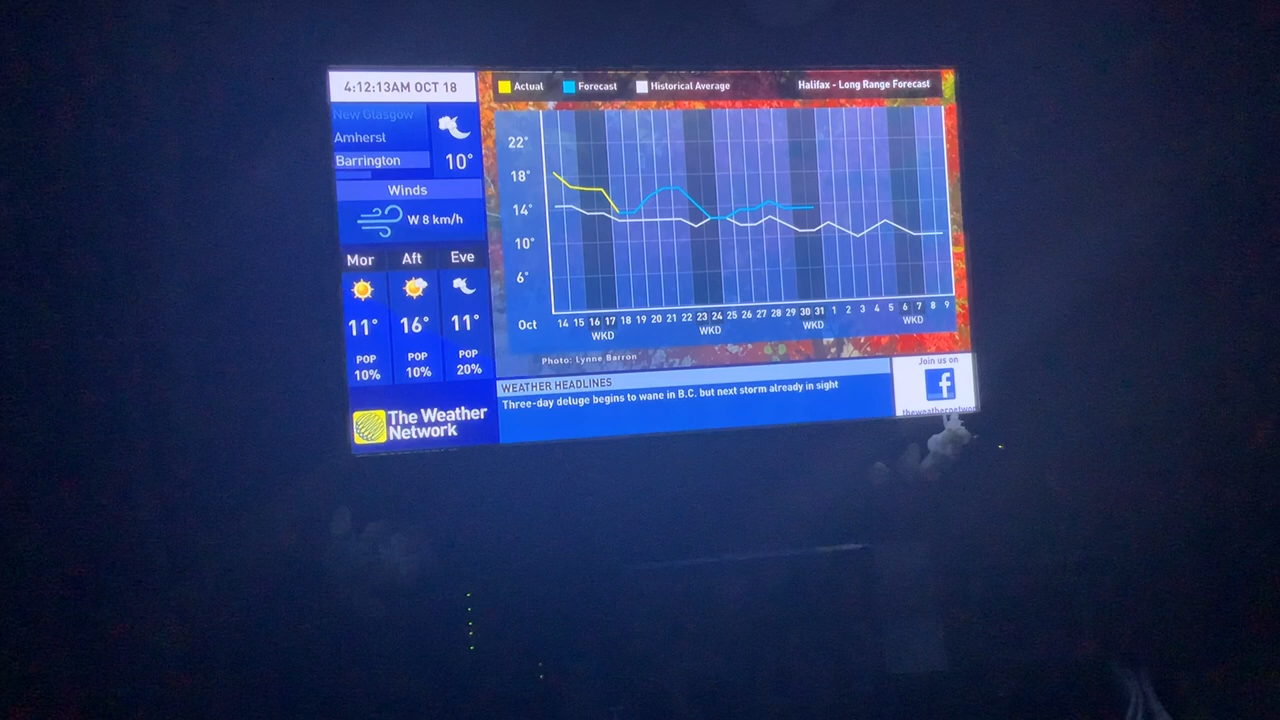 4:12:13AM OCT 18
New Glasgow
Amherst
Barrington
10°
Winds
W 8 km/h
Mor Aft Eve
11° 16° 11°
POP POP POP
10% 10% 20%
The Weather
Network
Actual Forecast Historical Average Halifax - Long Range Forecast
22°
18°
14°
10°
6°
Oct 14 15 16 17 18 19 20 21 22 23 24 25 26 27 28 29 30 31 1 2 3 4 5 6 7 8 9
WKD WKD WKD WKD
Photo: Lynne Barron
WEATHER HEADLINES
Three-day deluge begins to wane in B.C. but next storm already in sight
Join us on
f
theweathernetwor